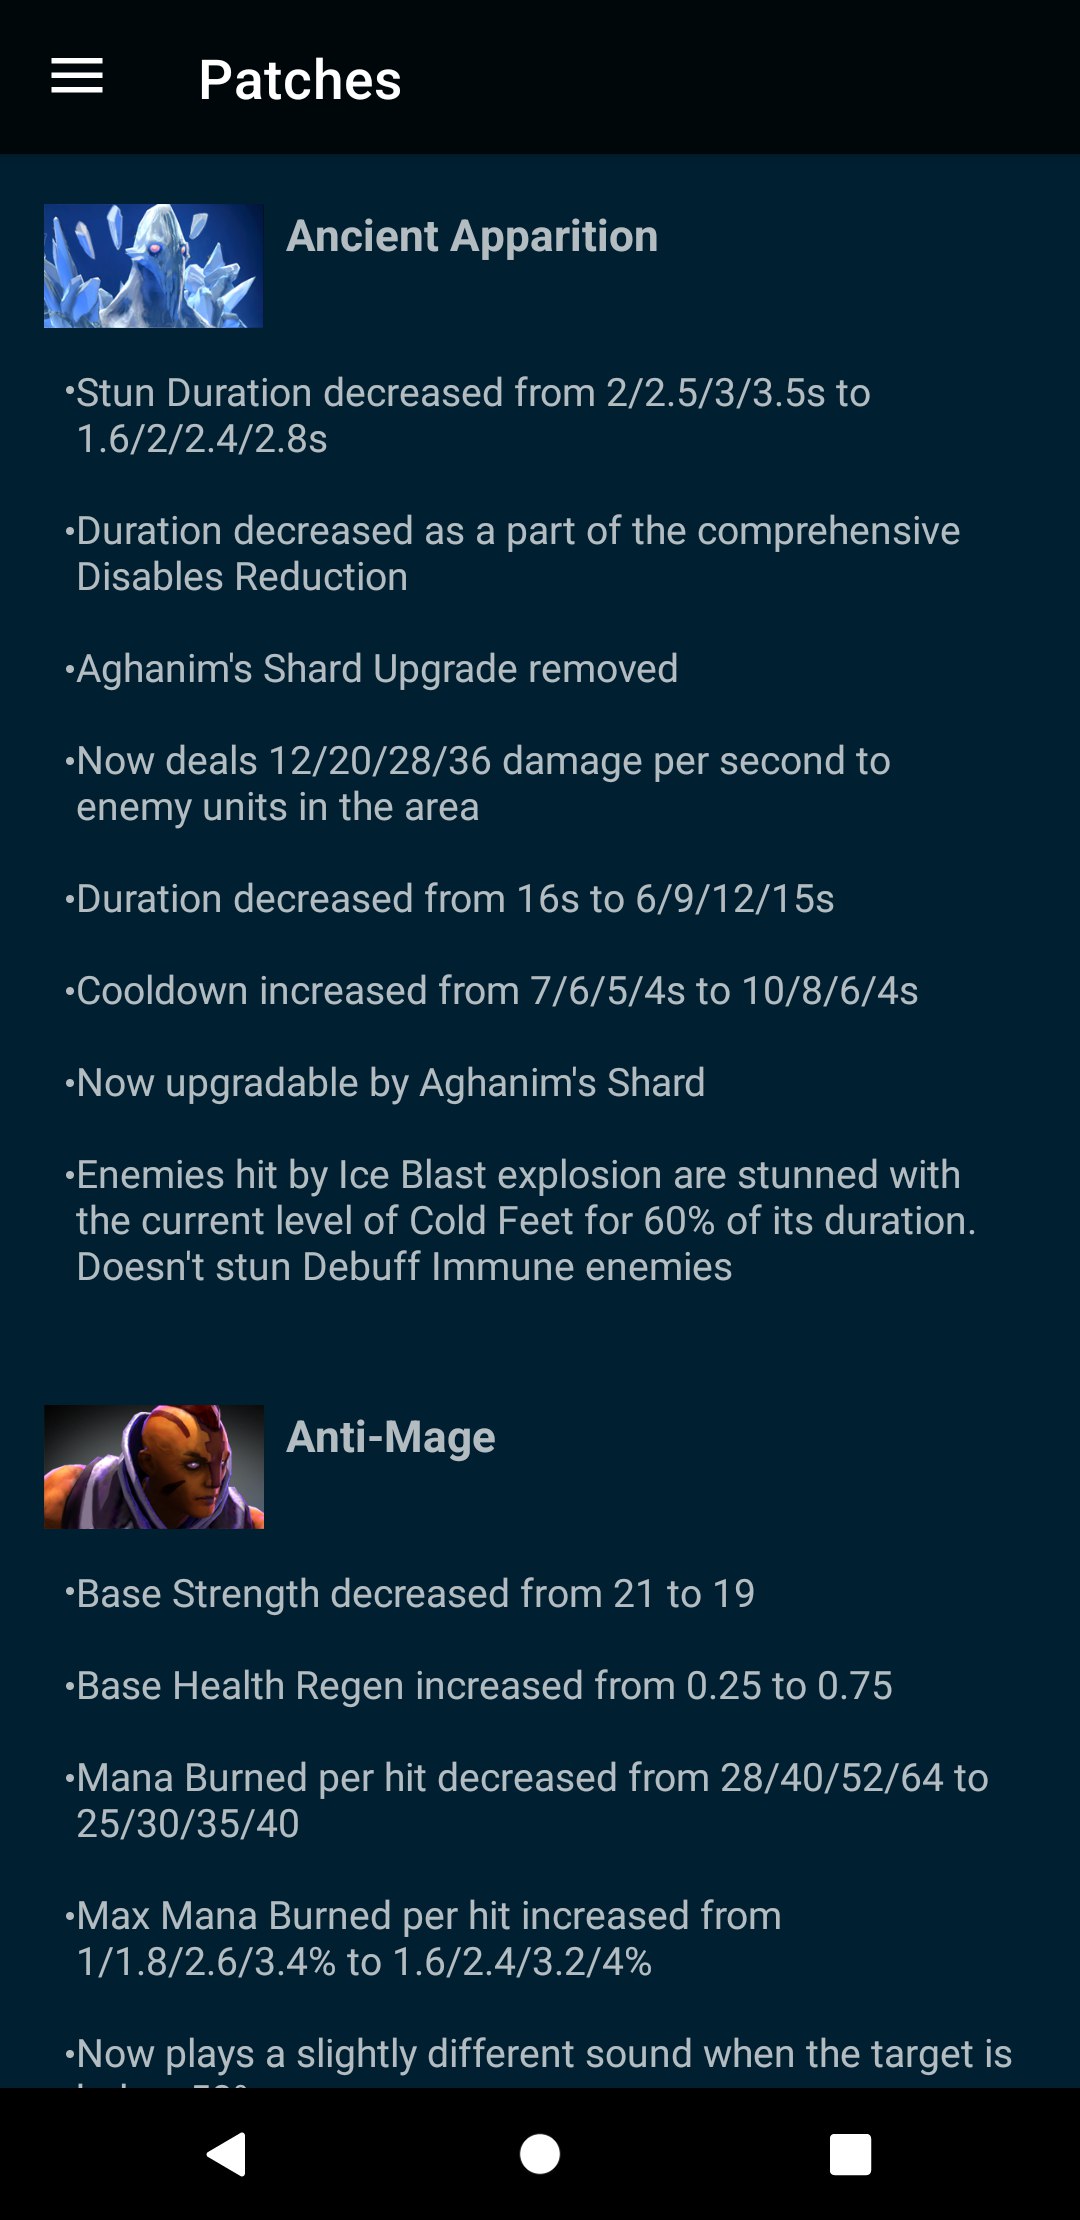 Patches
Ancient Apparition
•Stun Duration decreased from 2/2.5/3/3.5s to
1.6/2/2.4/2.8s
•Duration decreased as a part of the comprehensive
Disables Reduction
•Aghanim's Shard Upgrade removed
•Now deals 12/20/28/36 damage per second to
enemy units in the area
•Duration decreased from 16s to 6/9/12/15s
•Cooldown increased from 7/6/5/4s to 10/8/6/4s
•Now upgradable by Aghanim's Shard
•Enemies hit by Ice Blast explosion are stunned with
the current level of Cold Feet for 60% of its duration.
Doesn't stun Debuff Immune enemies
Anti-Mage
•Base Strength decreased from 21 to 19
•Base Health Regen increased from 0.25 to 0.75
•Mana Burned per hit decreased from 28/40/52/64 to
25/30/35/40
•Max Mana Burned per hit increased from
1/1.8/2.6/3.4% to 1.6/2.4/3.2/4%
•Now plays a slightly different sound when the target is